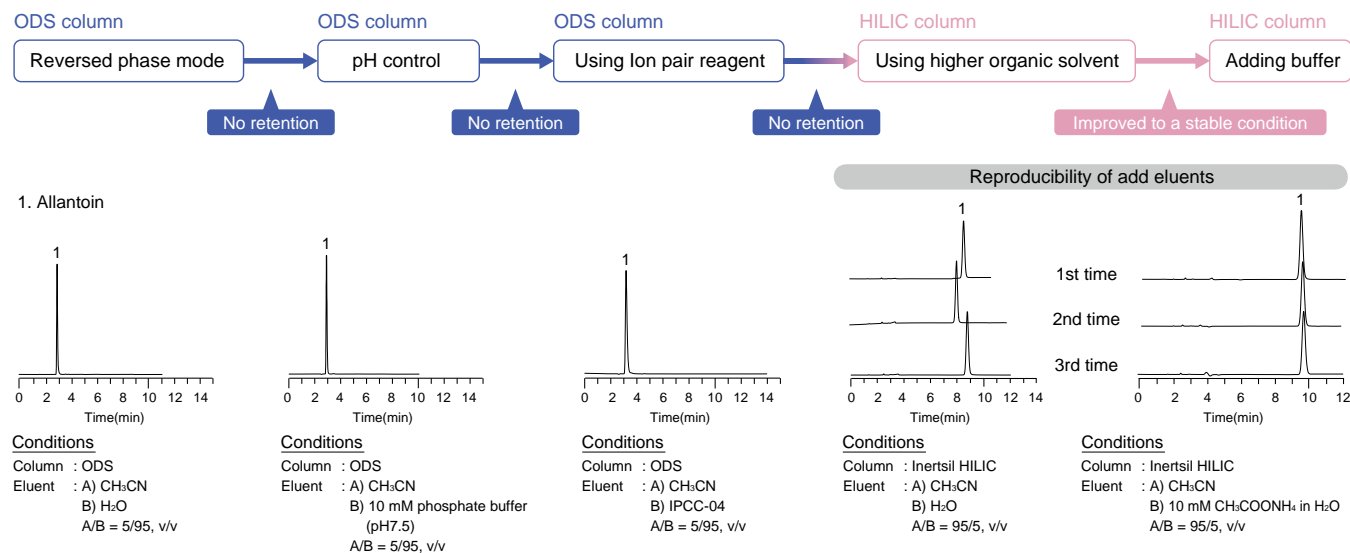 ODS column
ODS column
ODS column
HILIC column
HILIC column
Reversed phase mode
pH control
Using Ion pair reagent
Using higher organic solvent
Adding buffer
No retention
No retention
No retention
Improved to a stable condition
Reproducibility of add eluents
1. Allantoin
1
1
1
1
1
1st time
2nd time
3rd time
0 2 4 6 8 10 12 14
0 2 4 6 8 10 12 14
0 2 4 6 8 10 12 14
0 2 4 6 8 10 12 14
0 2 4 6 8 10 12
Time(min)
Time(min)
Time(min)
Time(min)
Time(min)
Conditions
Column : ODS
Eluent : A) CH₃CN
B) H₂O
A/B = 5/95, v/v
Conditions
Column : ODS
Eluent : A) CH₃CN
B) 10 mM phosphate buffer
(pH7.5)
A/B = 5/95, v/v
Conditions
Column : ODS
Eluent : A) CH₃CN
B) IPCC-04
A/B = 5/95, v/v
Conditions
Column : Inertsil HILIC
Eluent : A) CH₃CN
B) H₂O
A/B = 95/5, v/v
Conditions
Column : Inertsil HILIC
Eluent : A) CH₃CN
B) 10 mM CH₃COONH₄ in H₂O
A/B = 95/5, v/v